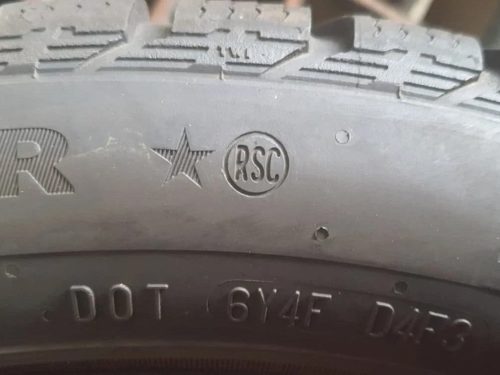 R ★ RSC
DOT 6Y4F D4F3